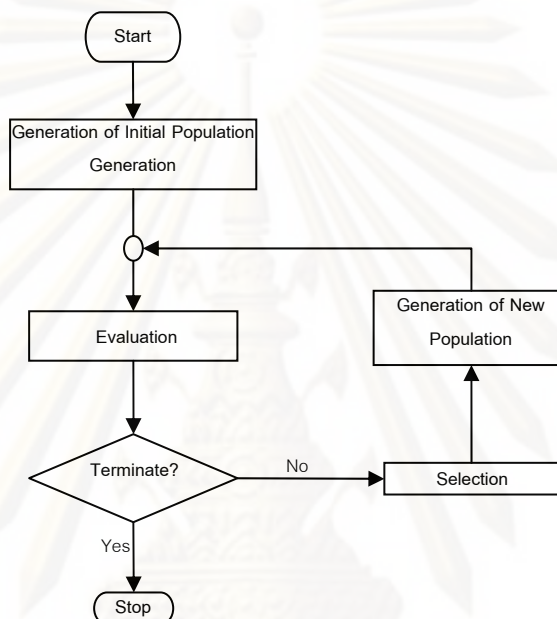 Start
Generation of Initial Population
Generation
Evaluation
Generation of New
Population
Terminate?
No
Selection
Yes
Stop